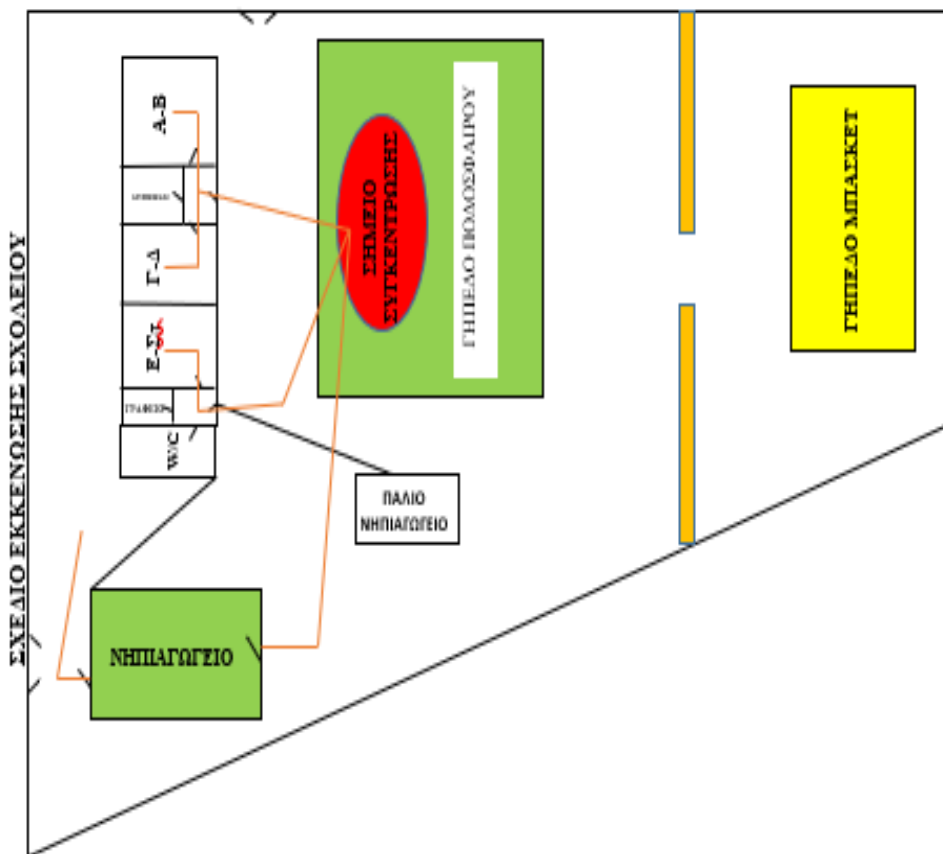 ΣΧΕΔΙΟ ΕΚΚΕΝΩΣΗΣ ΣΧΟΛΕΙΟΥ
Α-Β
Γ-Δ
Ε-Στ
ΓΡΑΦΕΙΟ
W/C
ΣΗΜΕΙΟ
ΣΥΓΚΕΝΤΡΩΣΗΣ
ΓΗΠΕΔΟ ΠΟΔΟΣΦΑΙΡΟΥ
ΓΗΠΕΔΟ ΜΠΑΣΚΕΤ
ΠΑΛΙΟ
ΝΗΠΙΑΓΩΓΕΙΟ
ΝΗΠΙΑΓΩΓΕΙΟ